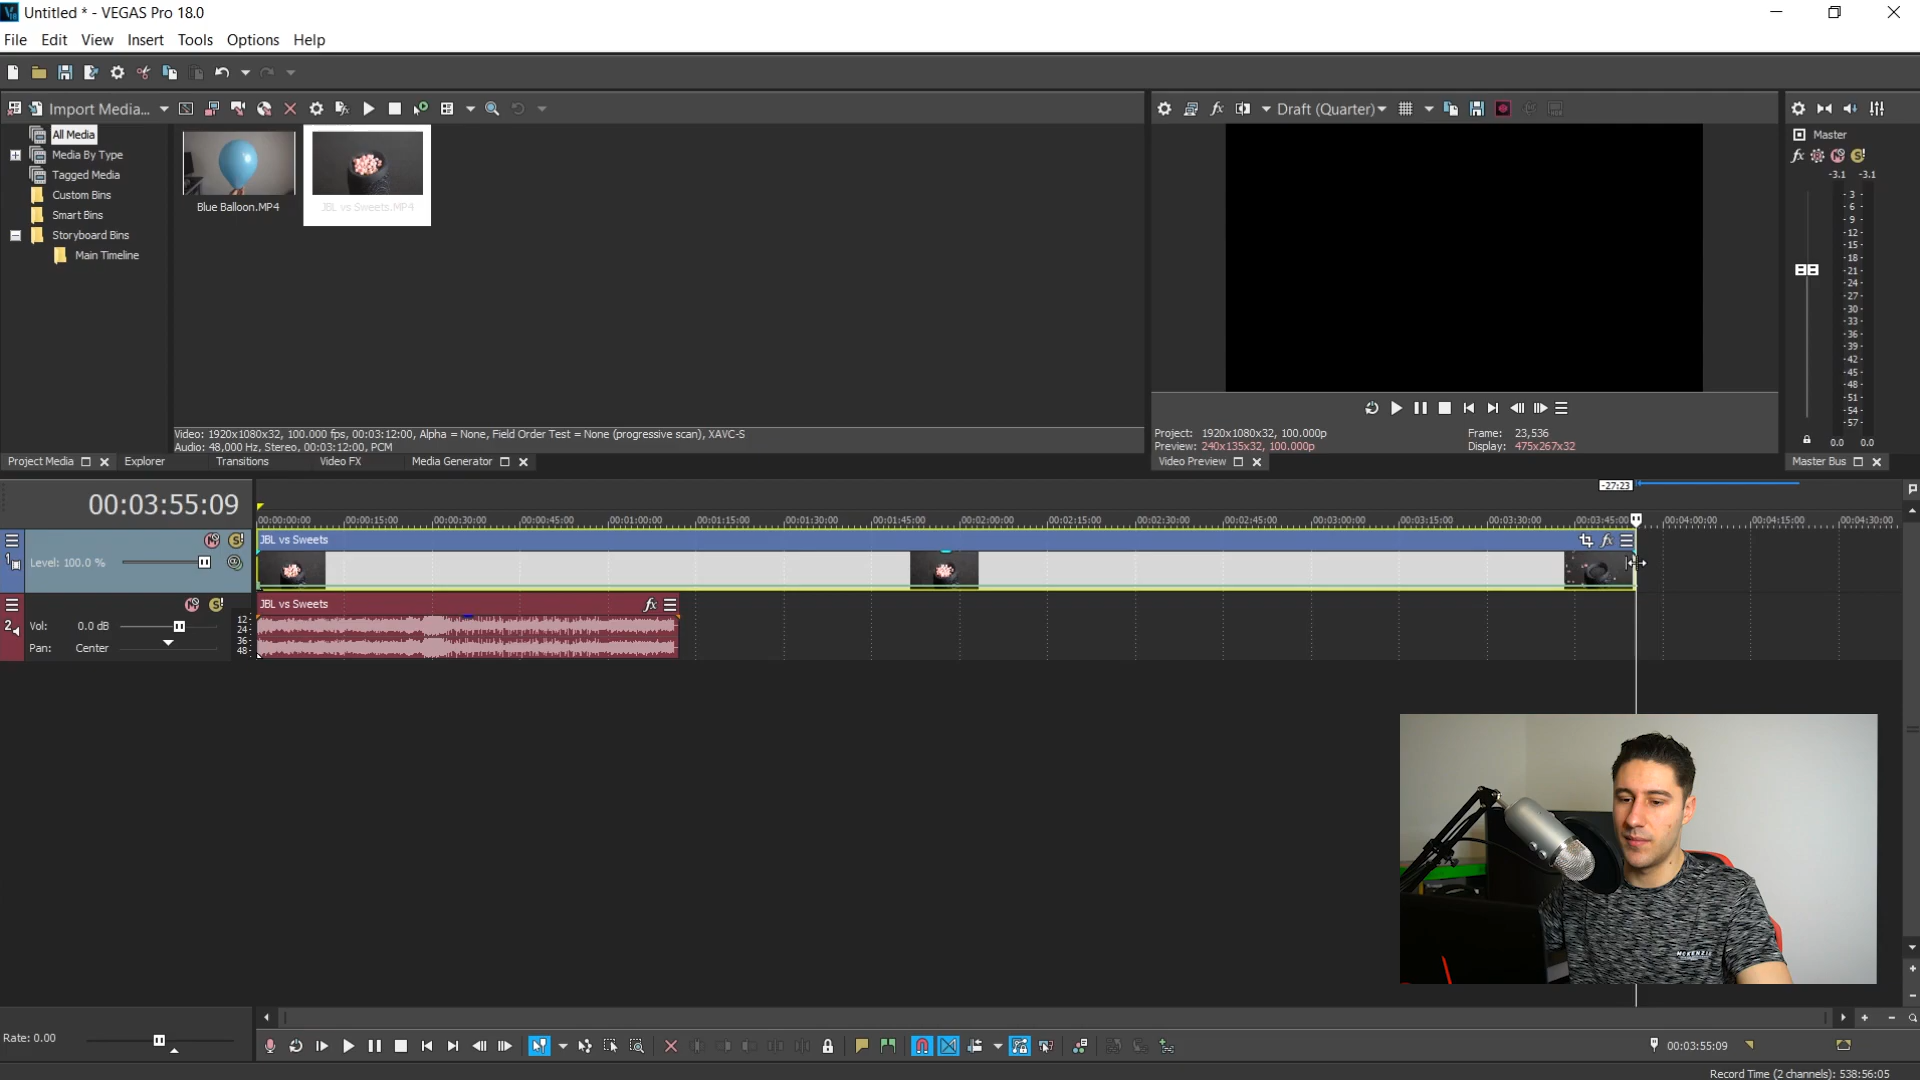 Untitled * - VEGAS Pro 18.0
File Edit View Insert Tools Options Help
Import Media...
Draft (Quarter)
All Media
Media By Type
Tagged Media
Custom Bins
Smart Bins
Storyboard Bins
Main Timeline
Blue Balloon.MP4
JBL vs Sweets.MP4
Master
-3.1 -3.1
- 3 -
- 6 -
- 9 -
-12-
-15-
-18-
-21-
-24-
-27-
-30-
-33-
-36-
-39-
-42-
-45-
-48-
-51-
-54-
-57-
0.0 0.0
Video: 1920x1080x32, 100.000 fps, 00:03:12:00, Alpha = None, Field Order Test = None (progressive scan), XAVC-S
Audio: 48,000 Hz, Stereo, 00:03:12:00, PCM
Project: 1920x1080x32, 100.000p
Preview: 240x135x32, 100.000p
Frame: 23,536
Display: 475x267x32
Project Media Explorer Transitions Video FX Media Generator
Video Preview
Master Bus
00:03:55:09
-27:23
00:00:00:00 00:00:15:00 00:00:30:00 00:00:45:00 00:01:00:00 00:01:15:00 00:01:30:00 00:01:45:00 00:02:00:00 00:02:15:00 00:02:30:00 00:02:45:00 00:03:00:00 00:03:15:00 00:03:30:00 00:03:45:00 00:04:00:00 00:04:15:00 00:04:30:00
1
Level: 100.0 %
JBL vs Sweets
fx
2
Vol: 0.0 dB
Pan: Center
12-
24-
36-
48-
JBL vs Sweets
fx
MCKENZIE
Rate: 0.00
00:03:55:09
Record Time (2 channels): 538:56:05